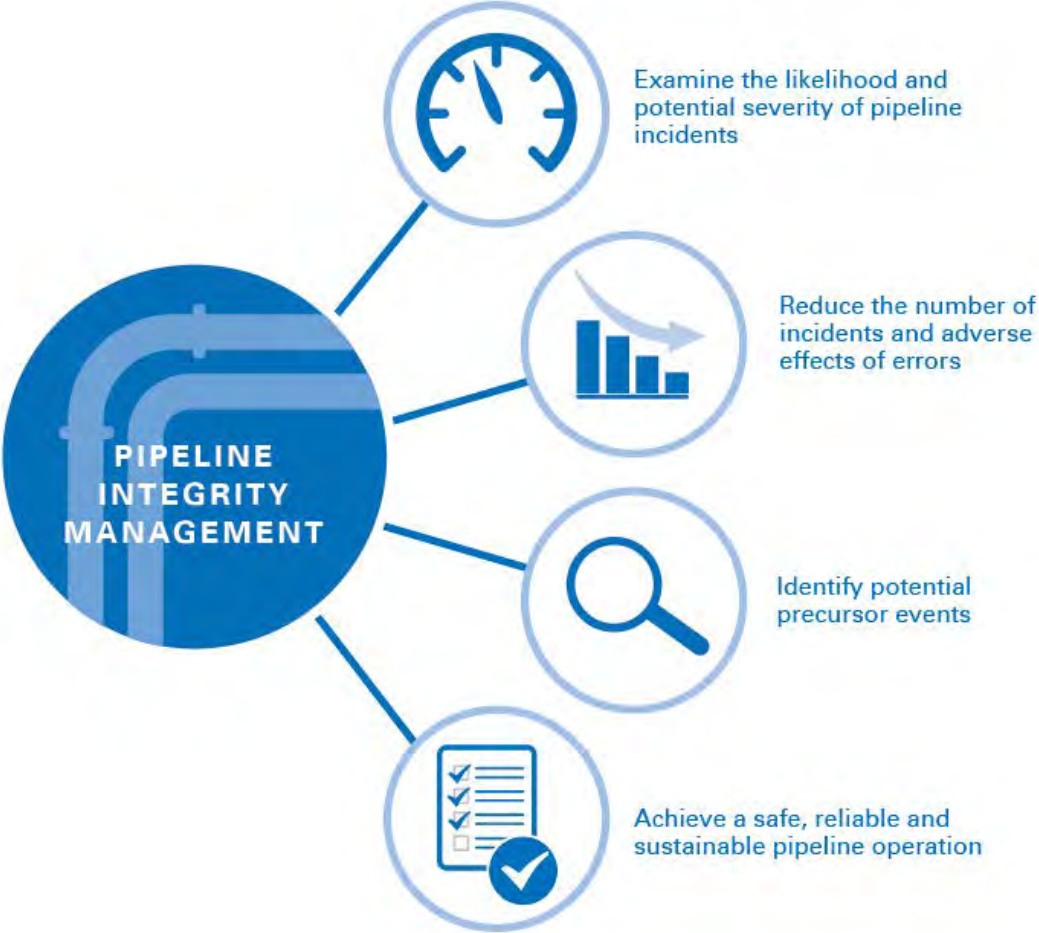 Examine the likelihood and
potential severity of pipeline
incidents
Reduce the number of
incidents and adverse
effects of errors
PIPELINE
INTEGRITY
MANAGEMENT
Identify potential
precursor events
Achieve a safe, reliable and
sustainable pipeline operation